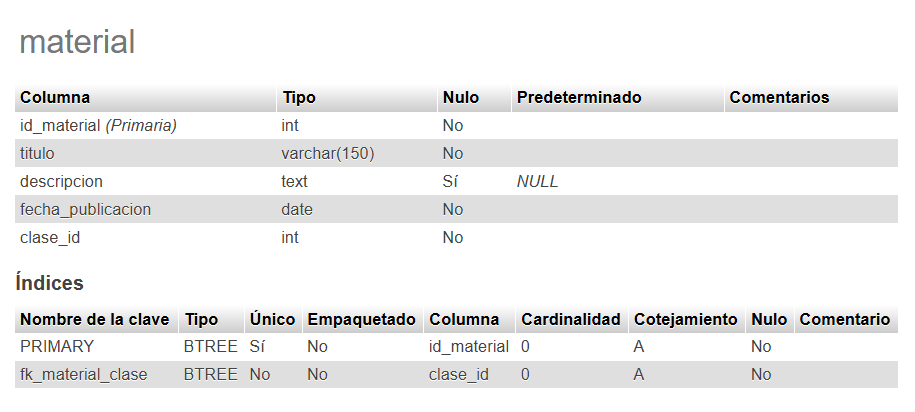 material
Columna Tipo Nulo Predeterminado Comentarios
id_material (Primaria) int No
titulo varchar(150) No
descripcion text Sí NULL
fecha_publicacion date No
clase_id int No
Índices
Nombre de la clave Tipo Único Empaquetado Columna Cardinalidad Cotejamiento Nulo Comentario
PRIMARY BTREE Sí No id_material 0 A No
fk_material_clase BTREE No No clase_id 0 A No